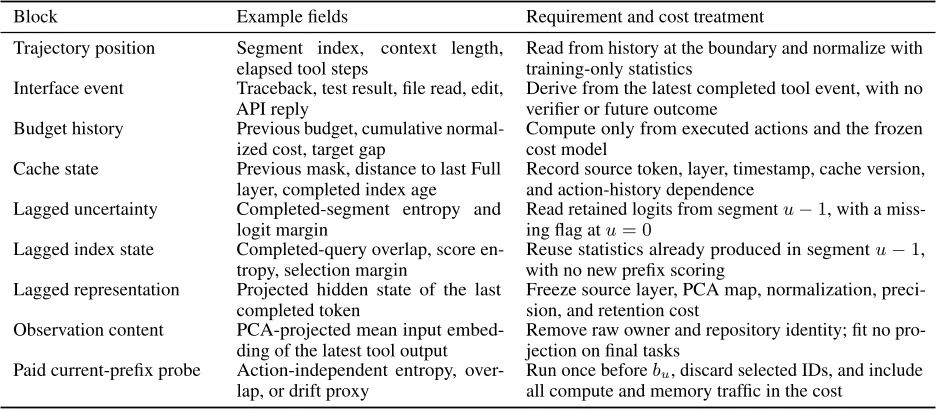 Block Example fields Requirement and cost treatment
Trajectory position Segment index, context length, Read from history at the boundary and normalize with
elapsed tool steps training-only statistics
Interface event Traceback, test result, file read, edit, Derive from the latest completed tool event, with no
API reply verifier or future outcome
Budget history Previous budget, cumulative normal- Compute only from executed actions and the frozen
ized cost, target gap cost model
Cache state Previous mask, distance to last Full Record source token, layer, timestamp, cache version,
layer, completed index age and action-history dependence
Lagged uncertainty Completed-segment entropy and Read retained logits from segment u − 1, with a miss-
logit margin ing flag at u = 0
Lagged index state Completed-query overlap, score en- Reuse statistics already produced in segment u − 1,
tropy, selection margin with no new prefix scoring
Lagged representation Projected hidden state of the last Freeze source layer, PCA map, normalization, preci-
completed token sion, and retention cost
Observation content PCA-projected mean input embed- Remove raw owner and repository identity; fit no pro-
ding of the latest tool output jection on final tasks
Paid current-prefix probe Action-independent entropy, over- Run once before b_u, discard selected IDs, and include
lap, or drift proxy all compute and memory traffic in the cost